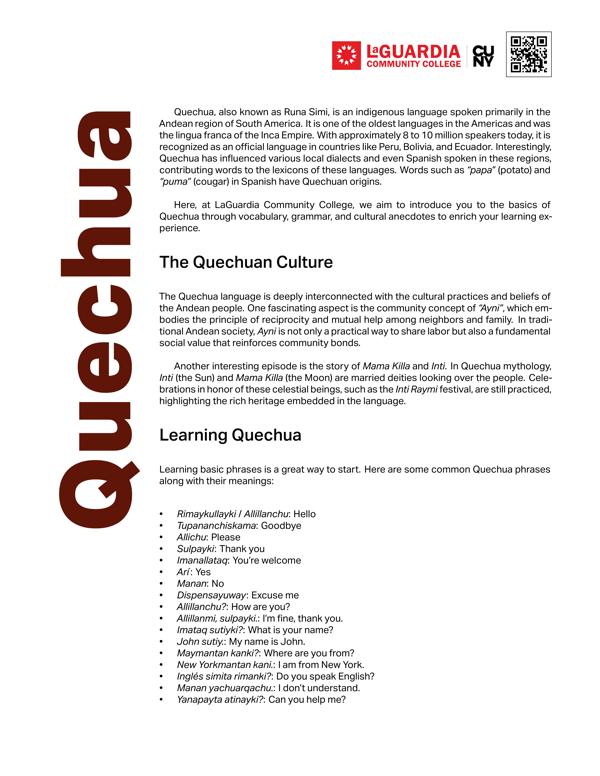 LaGUARDIA
COMMUNITY COLLEGE
CU
NY
Quechua
Quechua, also known as Runa Simi, is an indigenous language spoken primarily in the
Andean region of South America. It is one of the oldest languages in the Americas and was
the lingua franca of the Inca Empire. With approximately 8 to 10 million speakers today, it is
recognized as an official language in countries like Peru, Bolivia, and Ecuador. Interestingly,
Quechua has influenced various local dialects and even Spanish spoken in these regions,
contributing words to the lexicons of these languages. Words such as “papa” (potato) and
“puma” (cougar) in Spanish have Quechuan origins.
Here, at LaGuardia Community College, we aim to introduce you to the basics of
Quechua through vocabulary, grammar, and cultural anecdotes to enrich your learning ex-
perience.
The Quechuan Culture
The Quechua language is deeply interconnected with the cultural practices and beliefs of
the Andean people. One fascinating aspect is the community concept of “Ayni”, which em-
bodies the principle of reciprocity and mutual help among neighbors and family. In tradi-
tional Andean society, Ayni is not only a practical way to share labor but also a fundamental
social value that reinforces community bonds.
Another interesting episode is the story of Mama Killa and Inti. In Quechua mythology,
Inti (the Sun) and Mama Killa (the Moon) are married deities looking over the people. Cele-
brations in honor of these celestial beings, such as the Inti Raymi festival, are still practiced,
highlighting the rich heritage embedded in the language.
Learning Quechua
Learning basic phrases is a great way to start. Here are some common Quechua phrases
along with their meanings:
• Rimaykullayki / Allillanchu: Hello
• Tupananchiskama: Goodbye
• Allichu: Please
• Sulpayki: Thank you
• Imanallataq: You’re welcome
• Arí: Yes
• Manan: No
• Dispensayuway: Excuse me
• Allillanchu?: How are you?
• Allillanmi, sulpayki.: I’m fine, thank you.
• Imataq sutiyki?: What is your name?
• John sutiy.: My name is John.
• Maymantan kanki?: Where are you from?
• New Yorkmantan kani.: I am from New York.
• Inglés simita rimanki?: Do you speak English?
• Manan yachuarqachu.: I don’t understand.
• Yanapayta atinayki?: Can you help me?